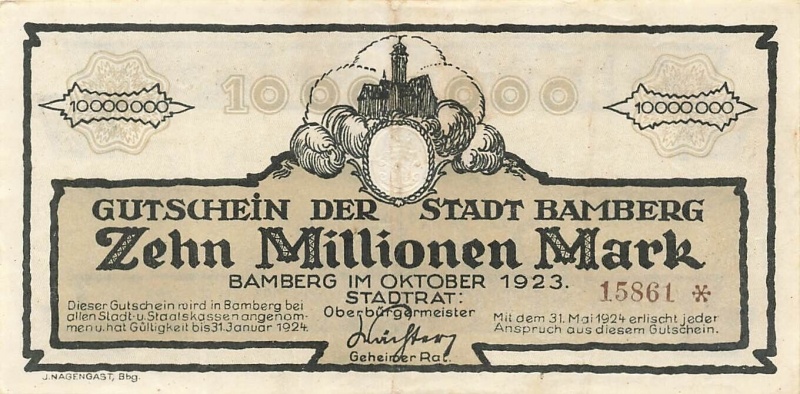 10000000
10000000
10000000
GUTSCHEIN DER STADT BAMBERG
Zehn Millionen Mark
BAMBERG IM OKTOBER 1923.
STADTRAT:
Oberbürgermeister
Wächter
Geheimer Rat.
Dieser Gutschein wird in Bamberg bei
allen Stadt-u. Staatskassen angenom-
men u. hat Gültigkeit bis 31. Januar 1924.
15861 *
Mit dem 31. Mai 1924 erlischt jeder
Anspruch aus diesem Gutschein.
J. NAGENGAST, Bbg.